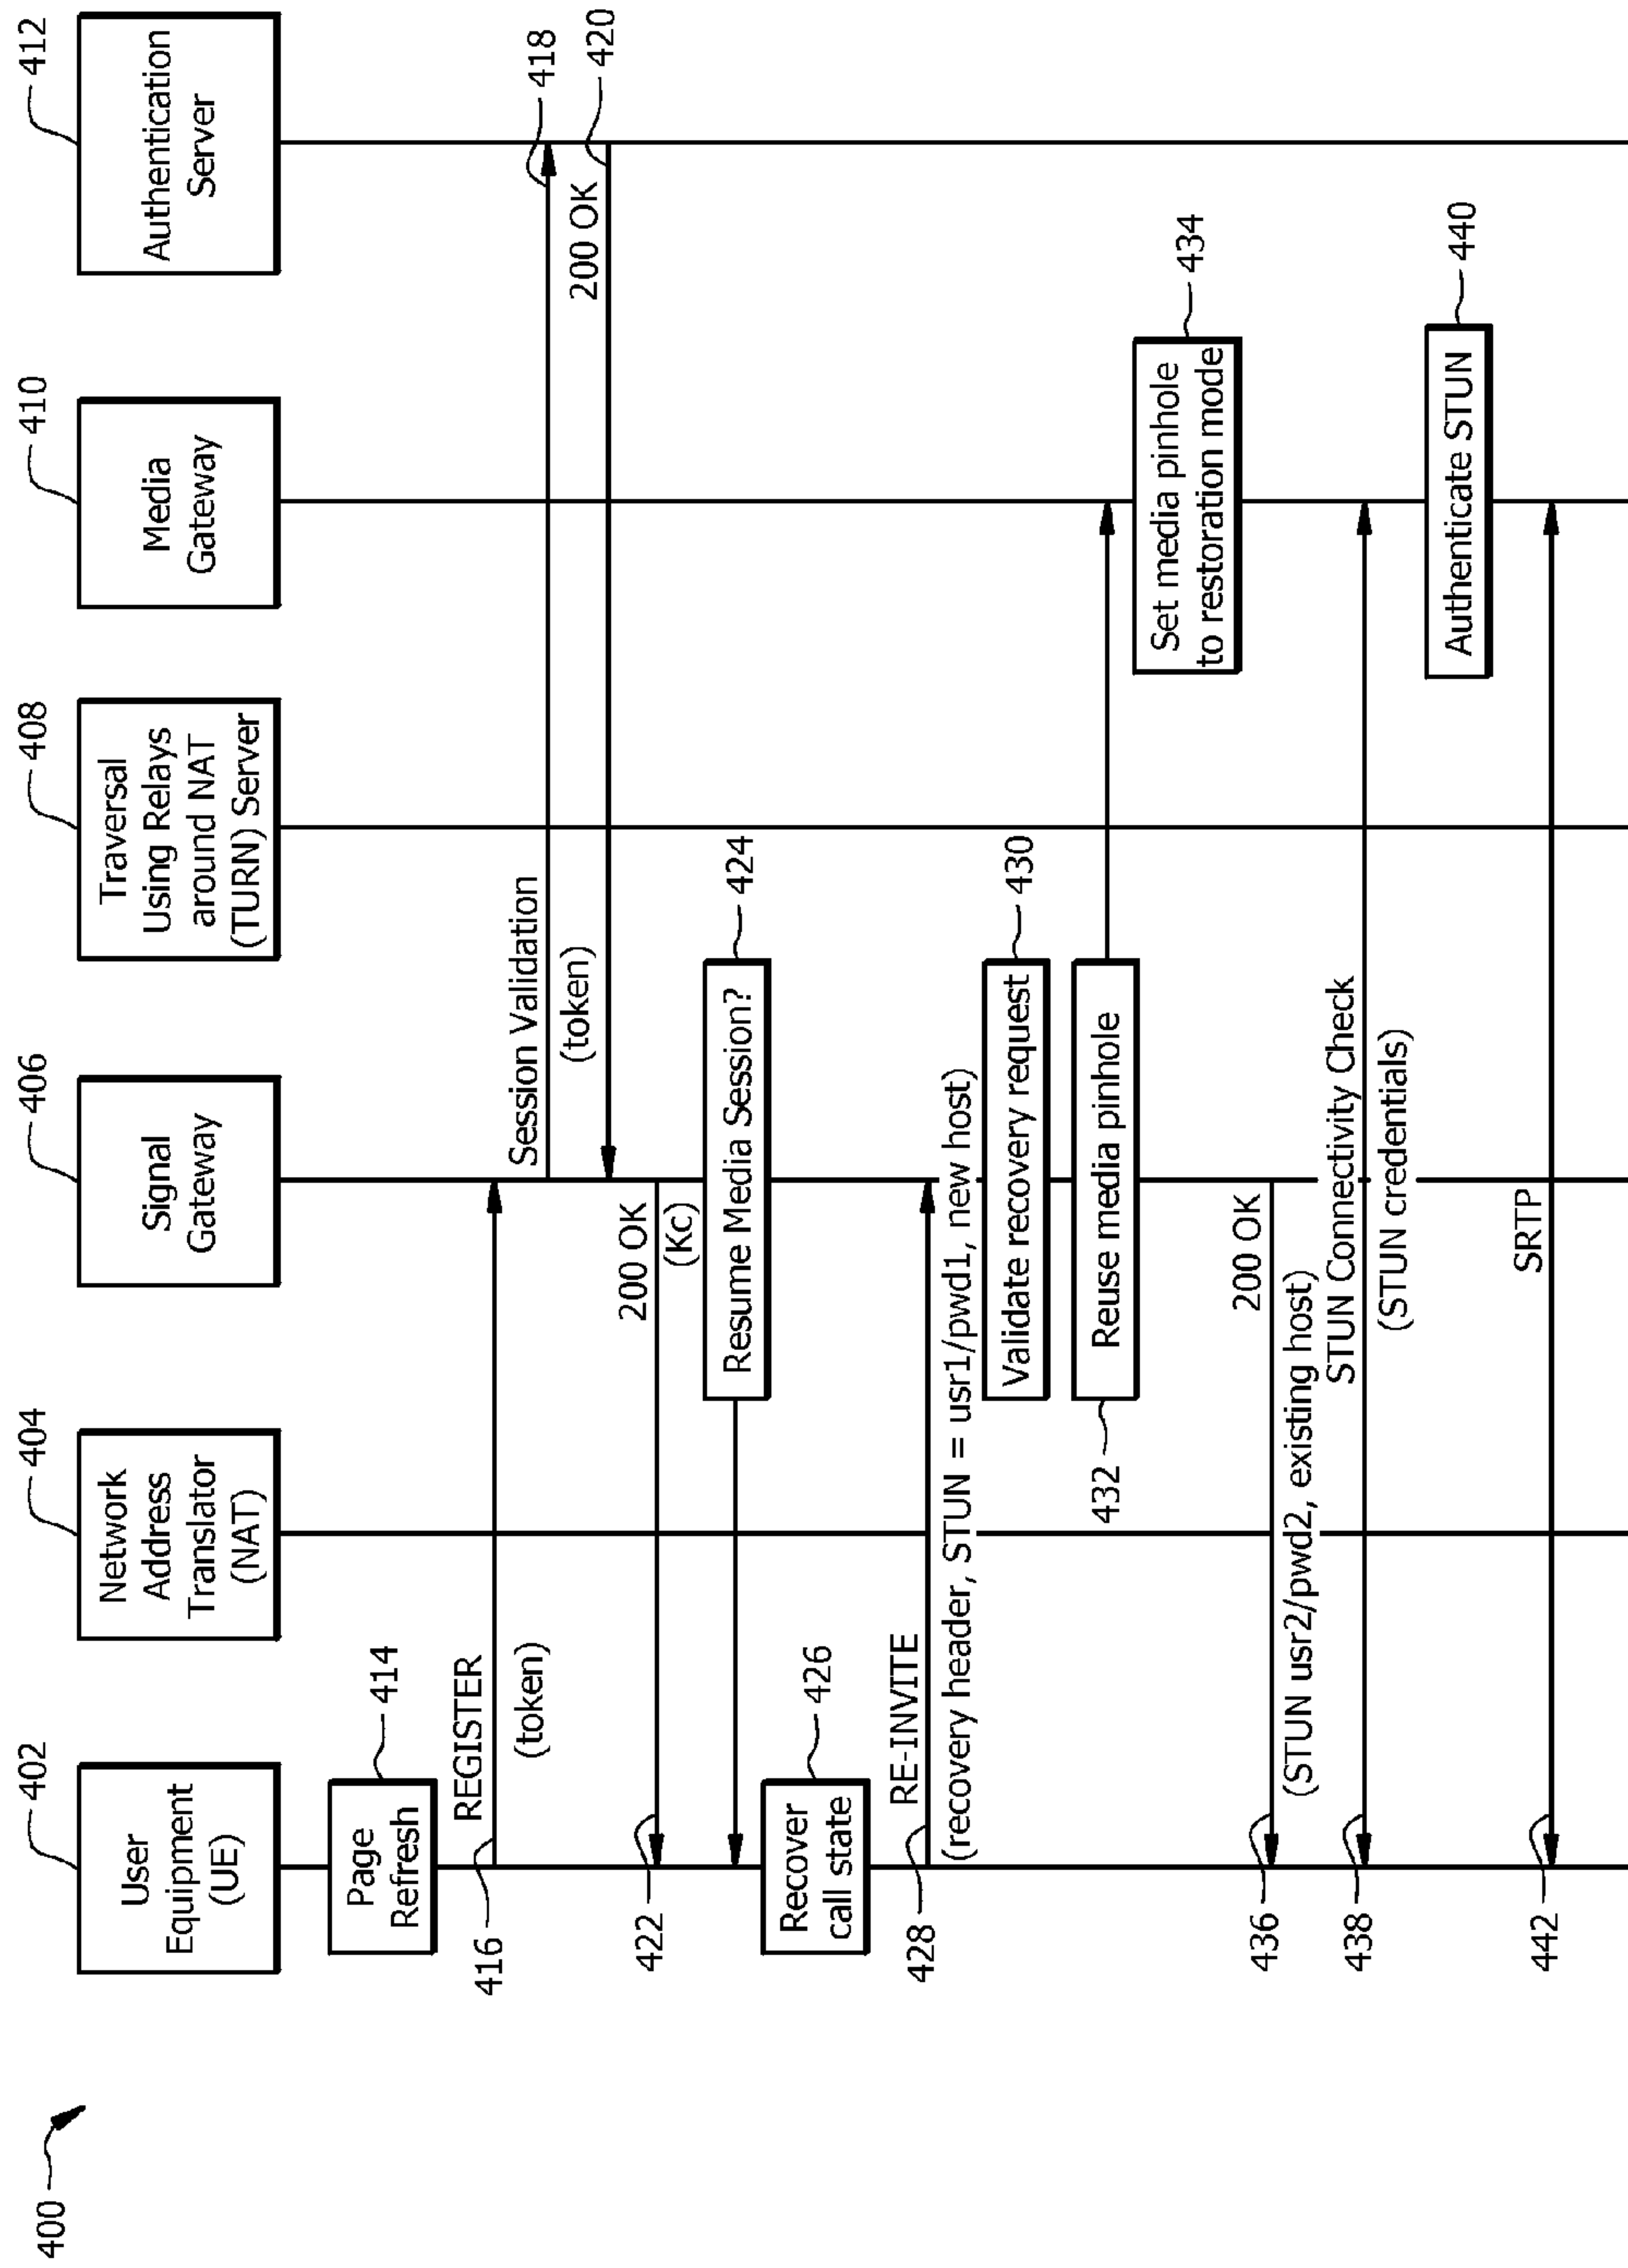 400
402
User
Equipment
(UE)
404
Network
Address
Translator
(NAT)
406
Signal
Gateway
408
Traversal
Using Relays
around NAT
(TURN) Server
410
Media
Gateway
412
Authentication
Server
Page
Refresh
414
REGISTER
(token)
416
Session Validation
(token)
418
200 OK
420
200 OK
(Kc)
422
Resume Media Session?
424
Recover
call state
426
RE-INVITE
(recovery header, STUN = usr1/pwd1, new host)
428
Validate recovery request
430
Reuse media pinhole
432
Set media pinhole
to restoration mode
434
200 OK
(STUN usr2/pwd2, existing host)
436
STUN Connectivity Check
(STUN credentials)
438
Authenticate STUN
440
SRTP
442